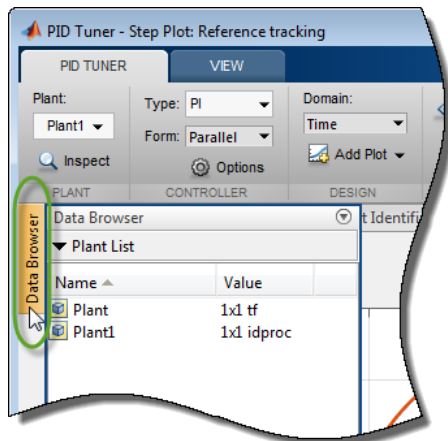 PID Tuner - Step Plot: Reference tracking
PID TUNER
VIEW
Plant:
Type: PI
Domain:
Plant1
Form: Parallel
Time
Inspect
Options
Add Plot
PLANT
CONTROLLER
DESIGN
Data Browser
Data Browser
t Identifi
Plant List
Name
Value
Plant
1x1 tf
Plant1
1x1 idproc